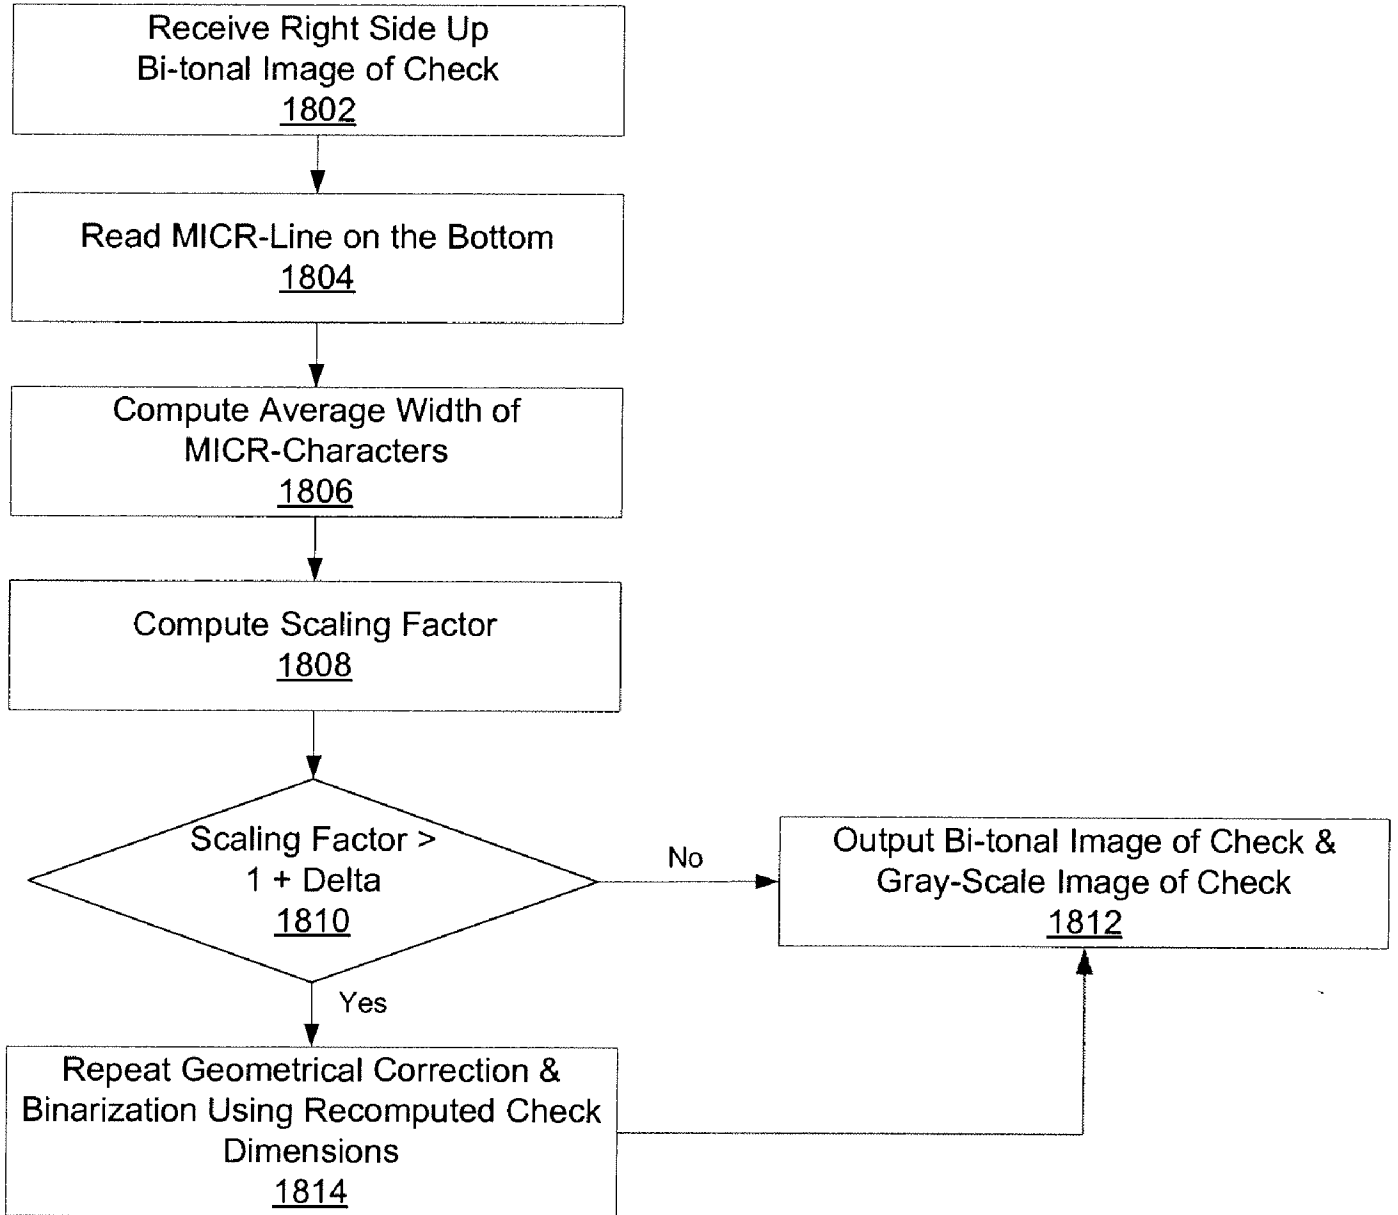 Receive Right Side Up
Bi-tonal Image of Check
1802
Read MICR-Line on the Bottom
1804
Compute Average Width of
MICR-Characters
1806
Compute Scaling Factor
1808
Scaling Factor >
1 + Delta
1810
No
Output Bi-tonal Image of Check &
Gray-Scale Image of Check
1812
Yes
Repeat Geometrical Correction &
Binarization Using Recomputed Check
Dimensions
1814